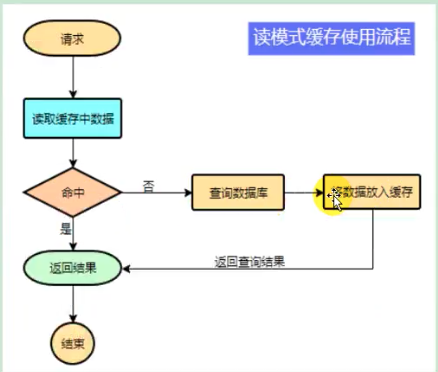 请求
读模式缓存使用流程
读取缓存中数据
命中
否
查询数据库
将数据放入缓存
是
返回结果
返回查询结果
结束